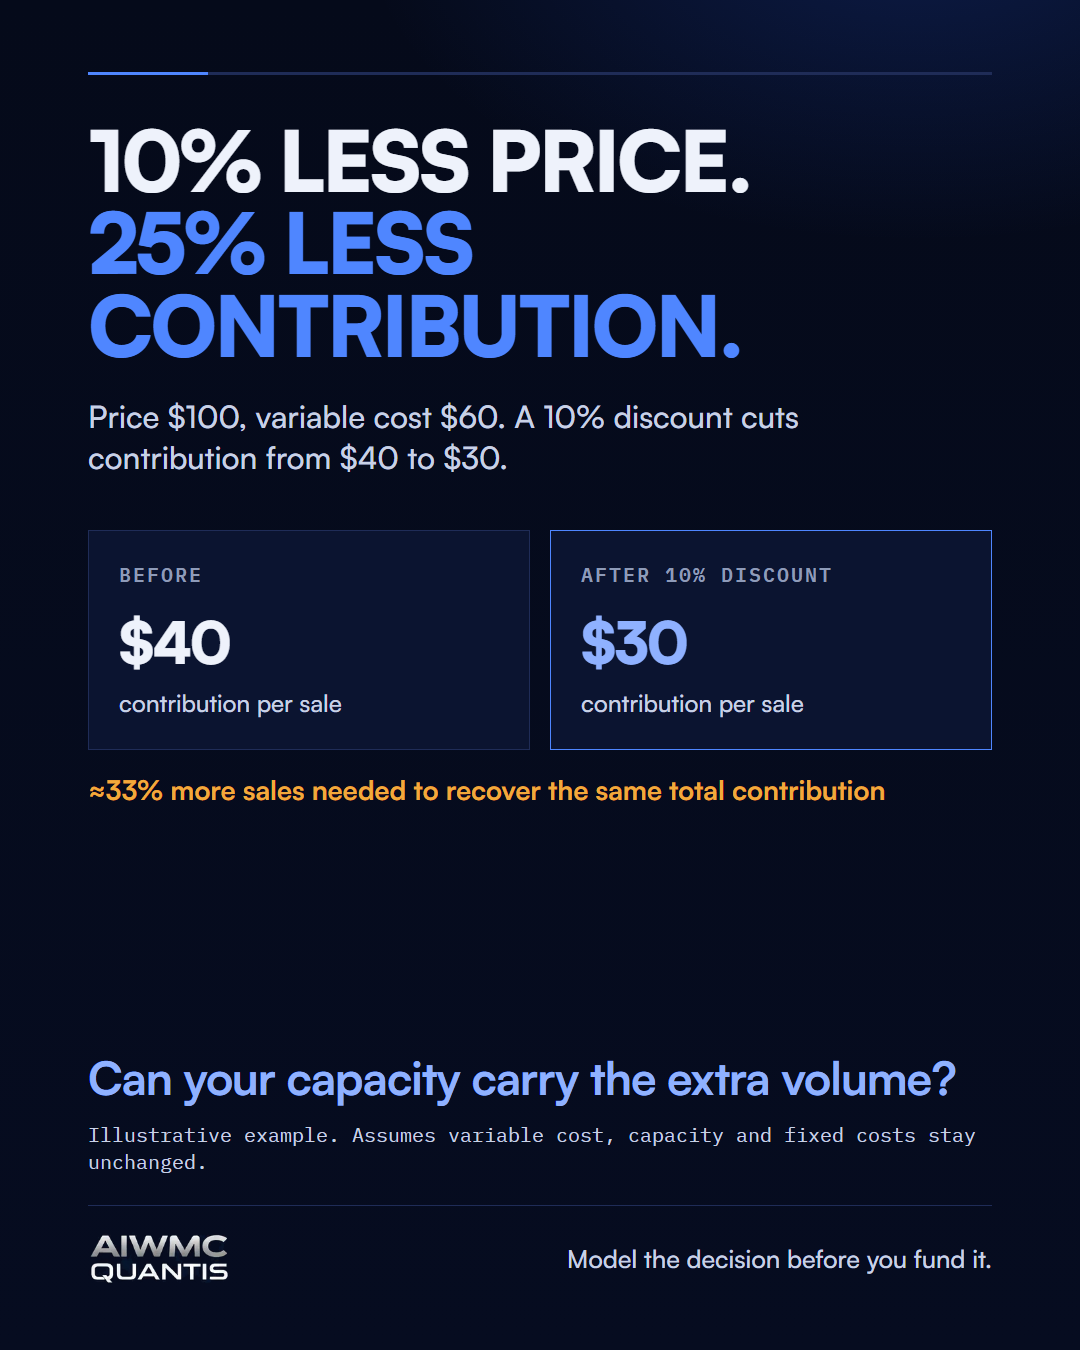 10% LESS PRICE.
25% LESS
CONTRIBUTION.
Price $100, variable cost $60. A 10% discount cuts
contribution from $40 to $30.
BEFORE
$40
contribution per sale
AFTER 10% DISCOUNT
$30
contribution per sale
≈33% more sales needed to recover the same total contribution
Can your capacity carry the extra volume?
Illustrative example. Assumes variable cost, capacity and fixed costs stay
unchanged.
AIWMC
QUANTIS
Model the decision before you fund it.